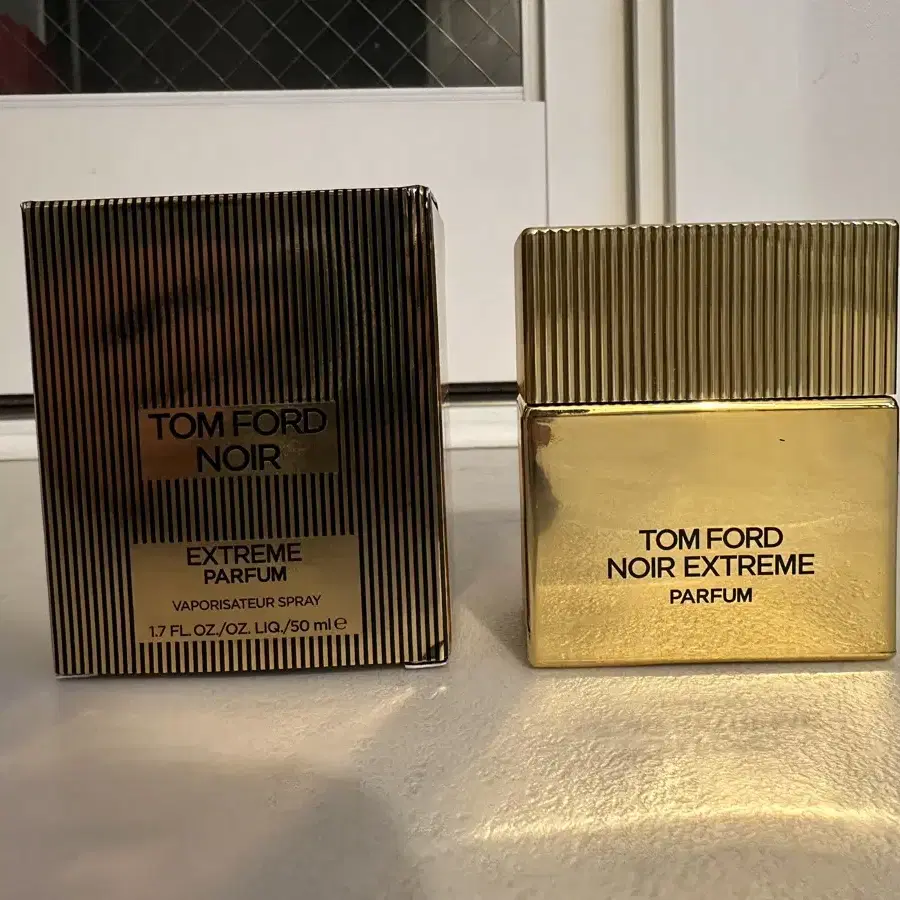 TOM FORD
NOIR
EXTREME
PARFUM
VAPORISATEUR SPRAY
1.7 FL.OZ./OZ. LIQ./50 ml e
TOM FORD
NOIR EXTREME
PARFUM